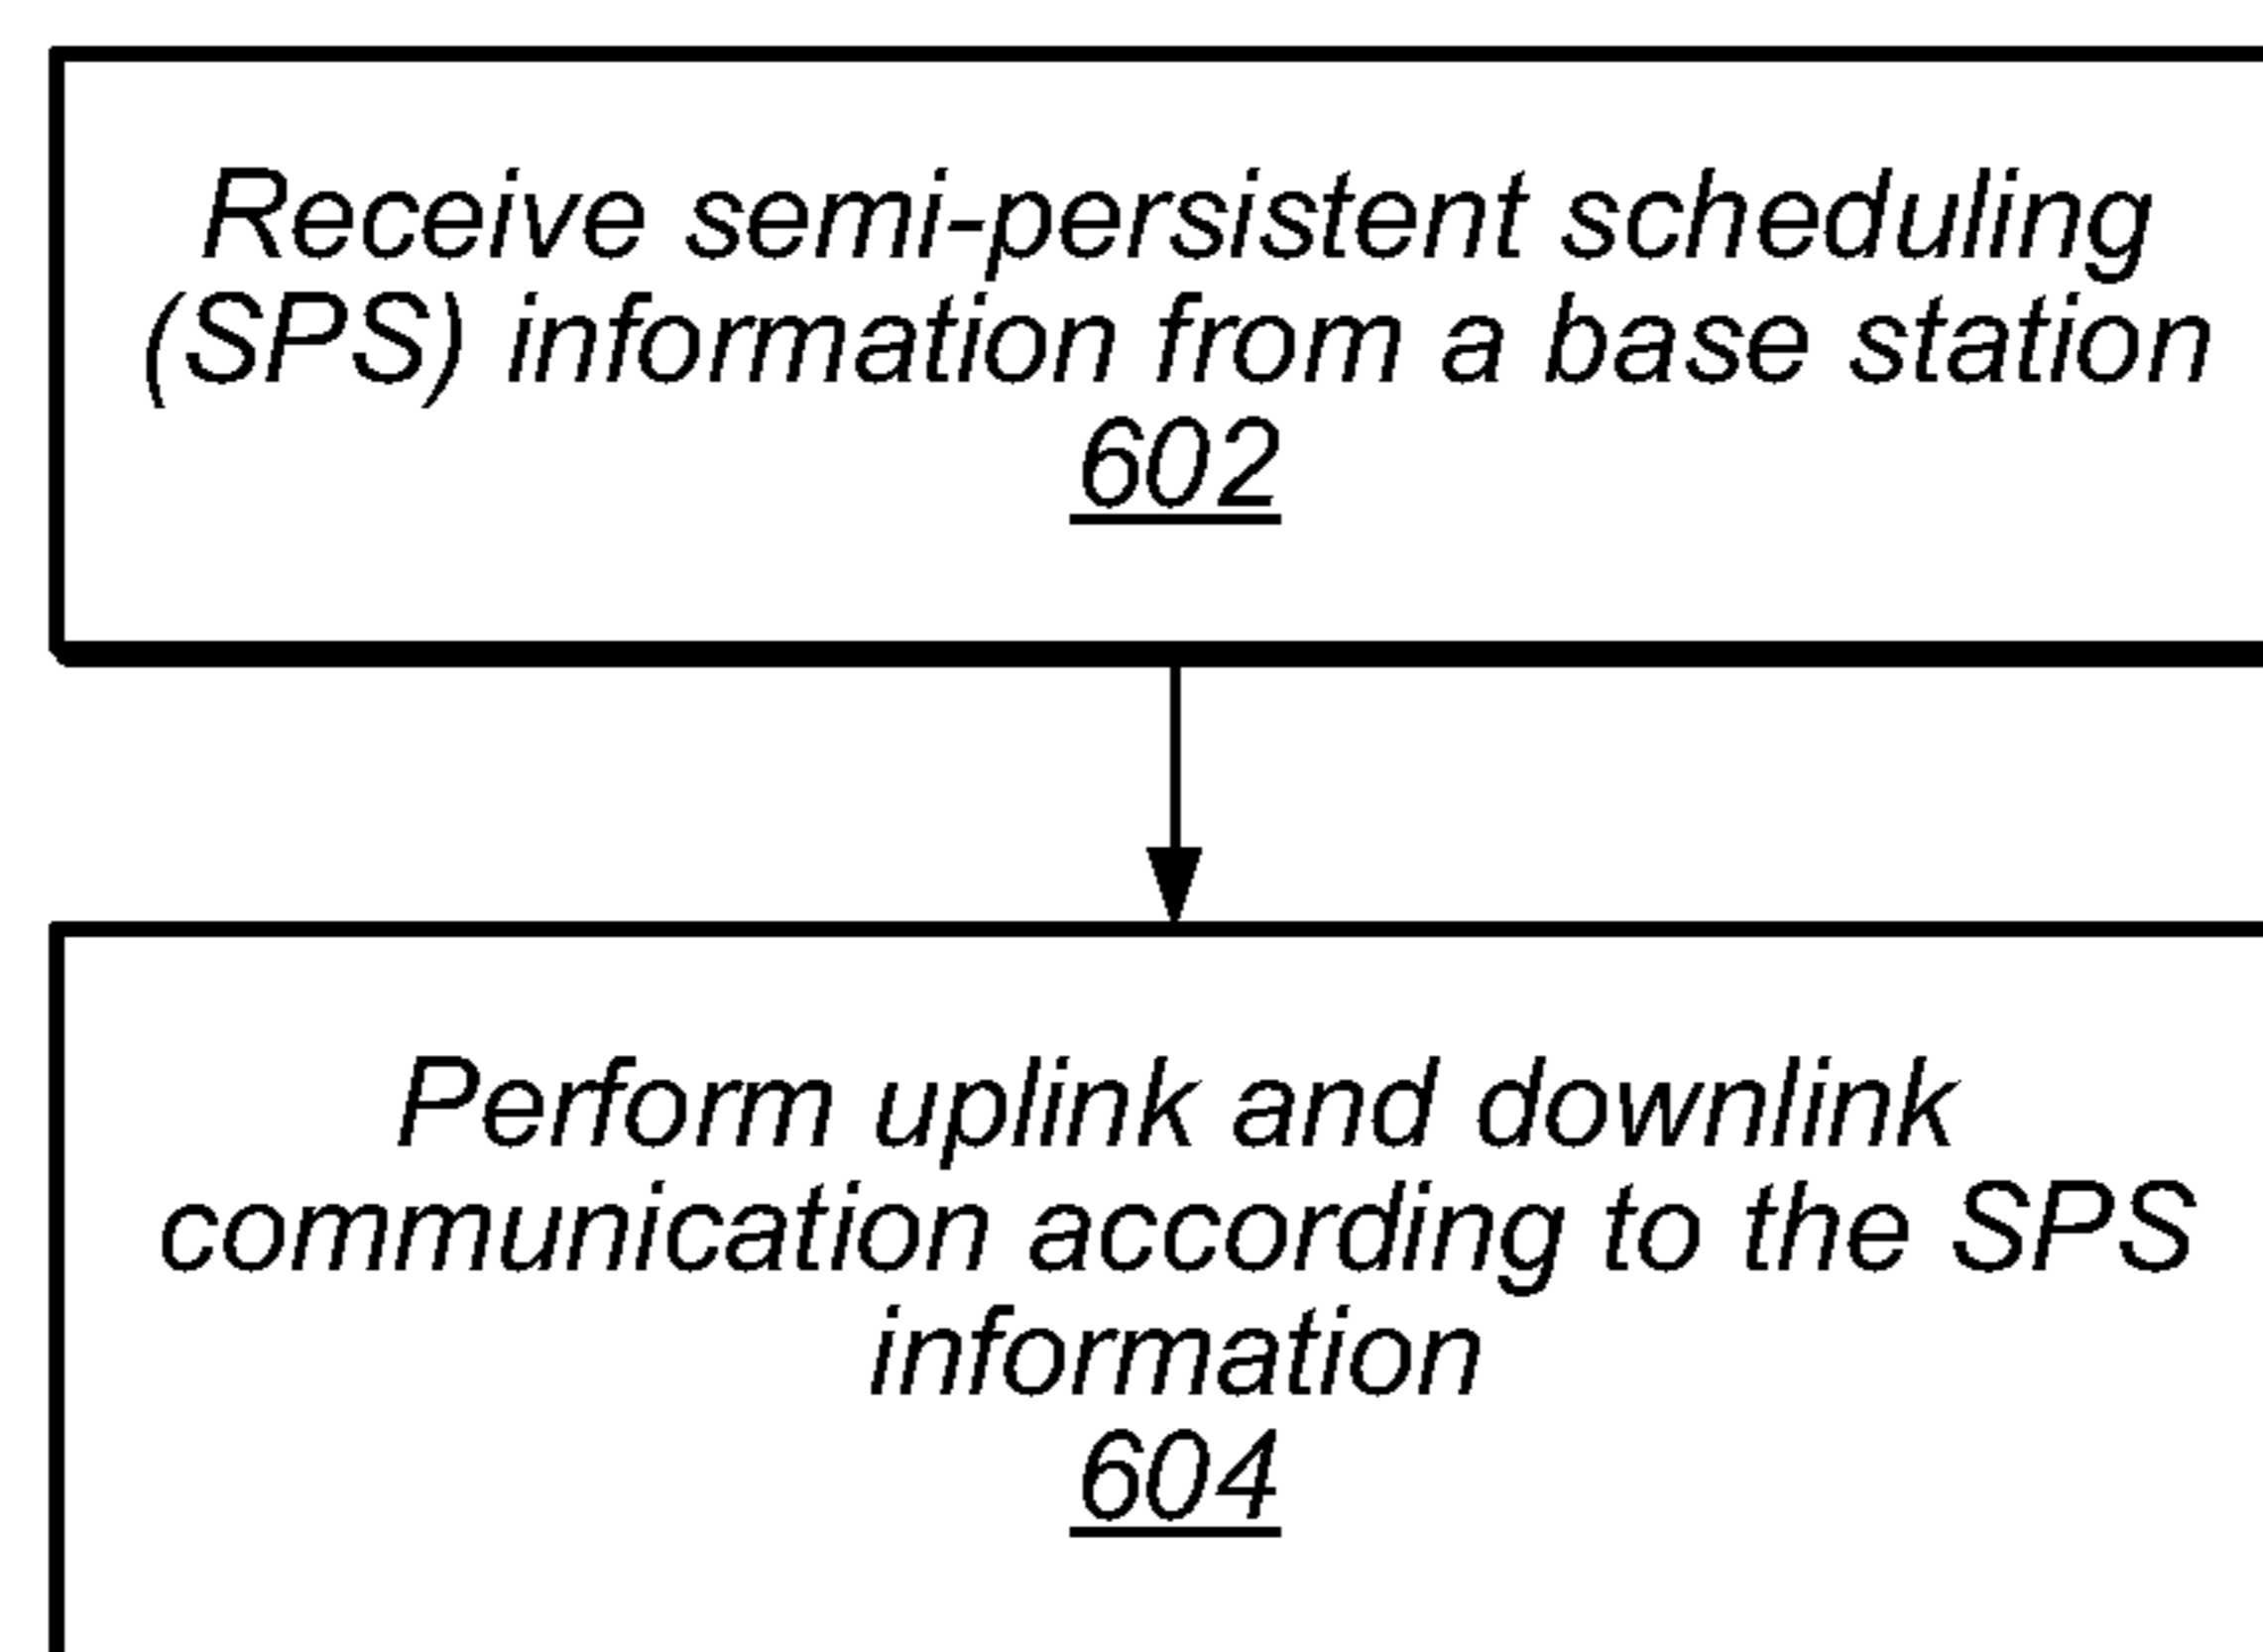 Receive semi-persistent scheduling
(SPS) information from a base station
602
Perform uplink and downlink
communication according to the SPS
information
604